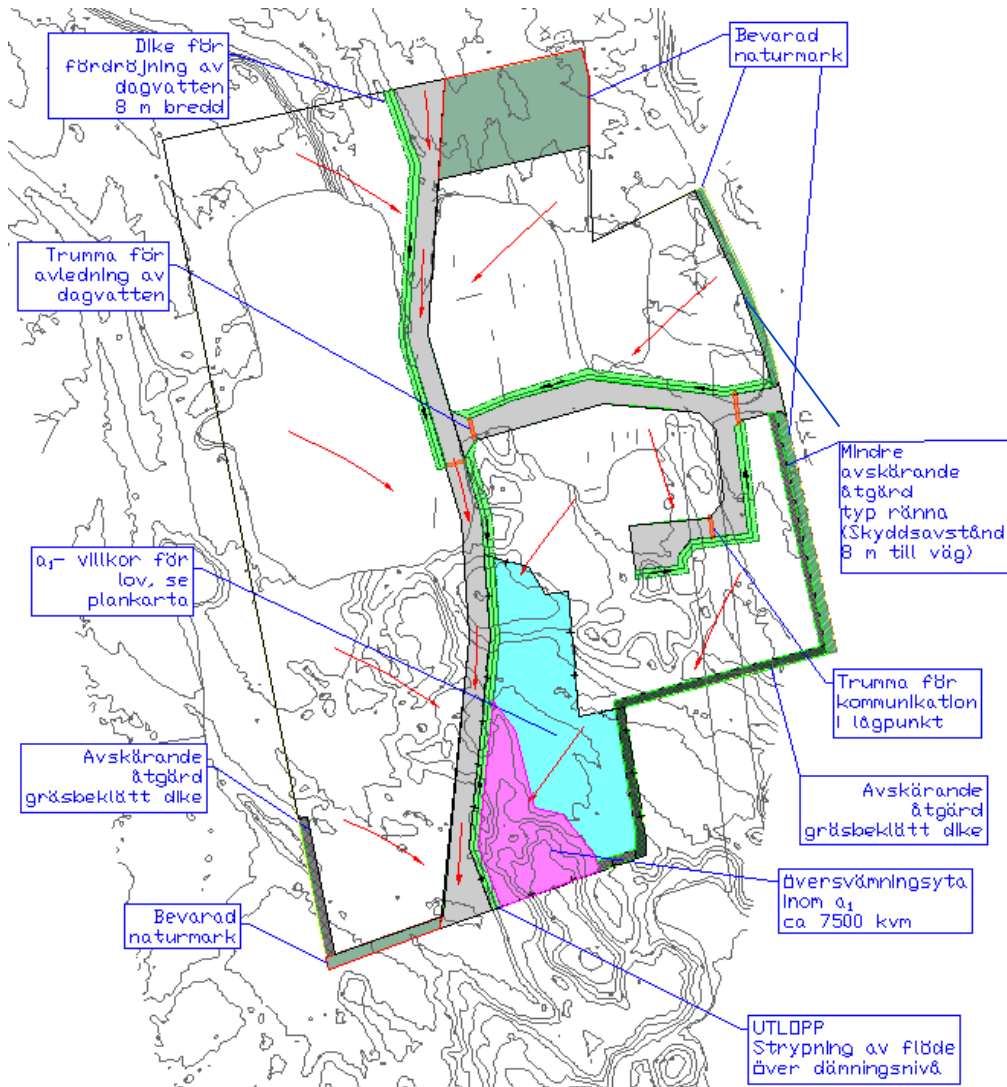 Dike för
fördröjning av
dagvatten
8 m bredd
Bevarad
naturmark
Trumma för
avledning av
dagvatten
Mindre
avskärande
åtgärd
typ ränna
(Skyddsavstånd
8 m till väg)
a₁- villkor för
lov, se
plankarta
Trumma för
kommunikation
i lågpunkt
Avskärande
åtgärd
gräsbeklätt dike
Avskärande
åtgärd
gräsbeklätt dike
Översvämningsyta
inom a₁
ca 7500 kvm
Bevarad
naturmark
UTLOPP
Strypning av flöde
över dämningsnivå